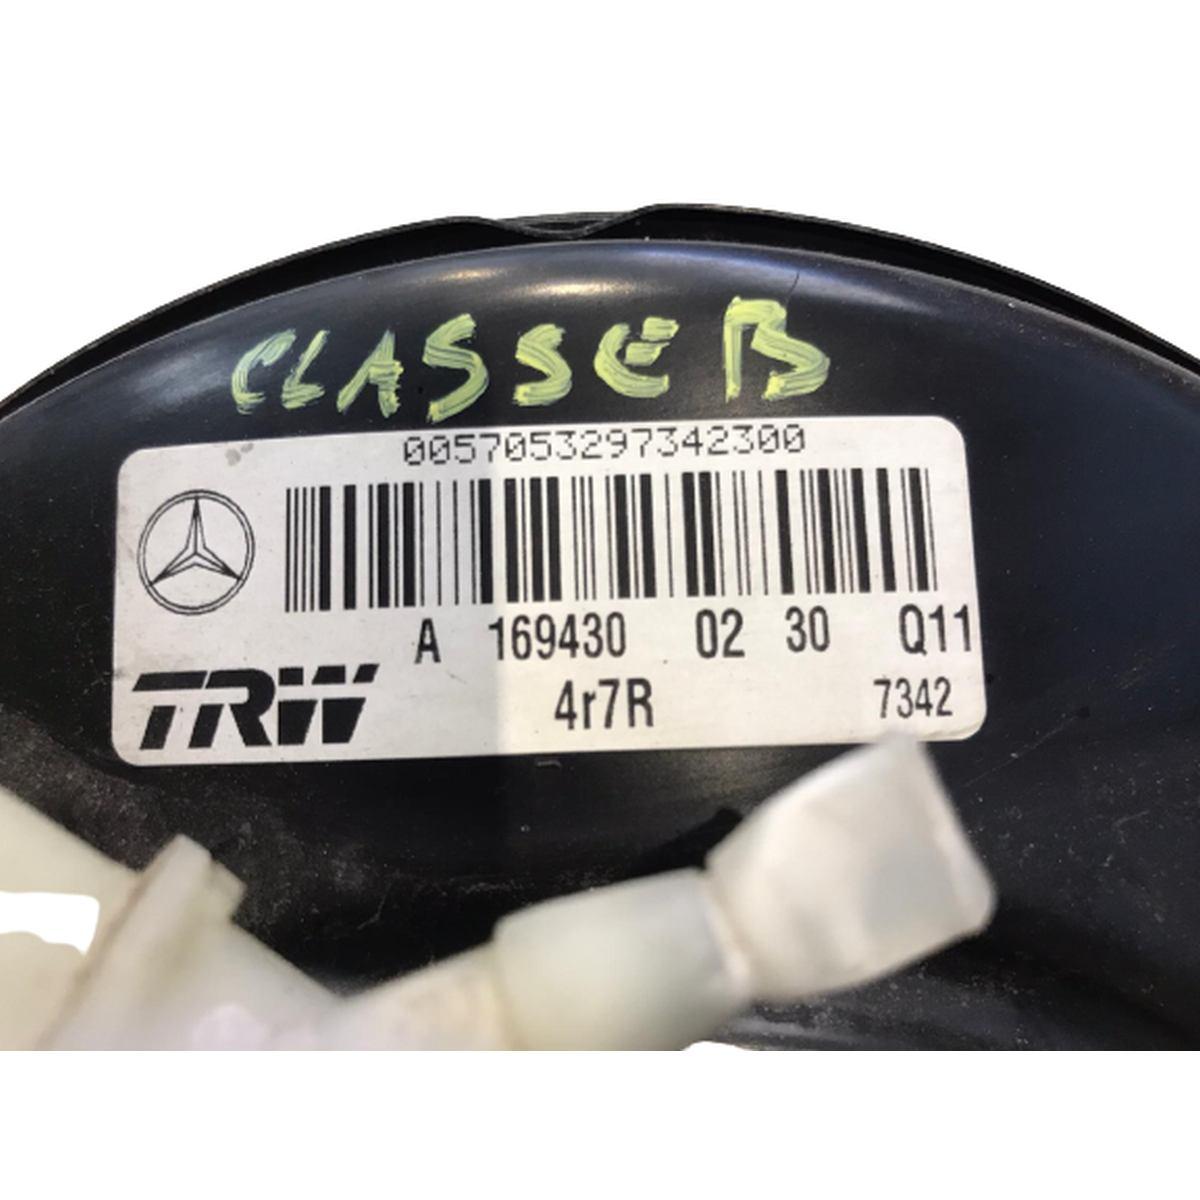 CLASSE B
0057053297342300
A 169430 02 30 Q11
TRW 4r7R 7342